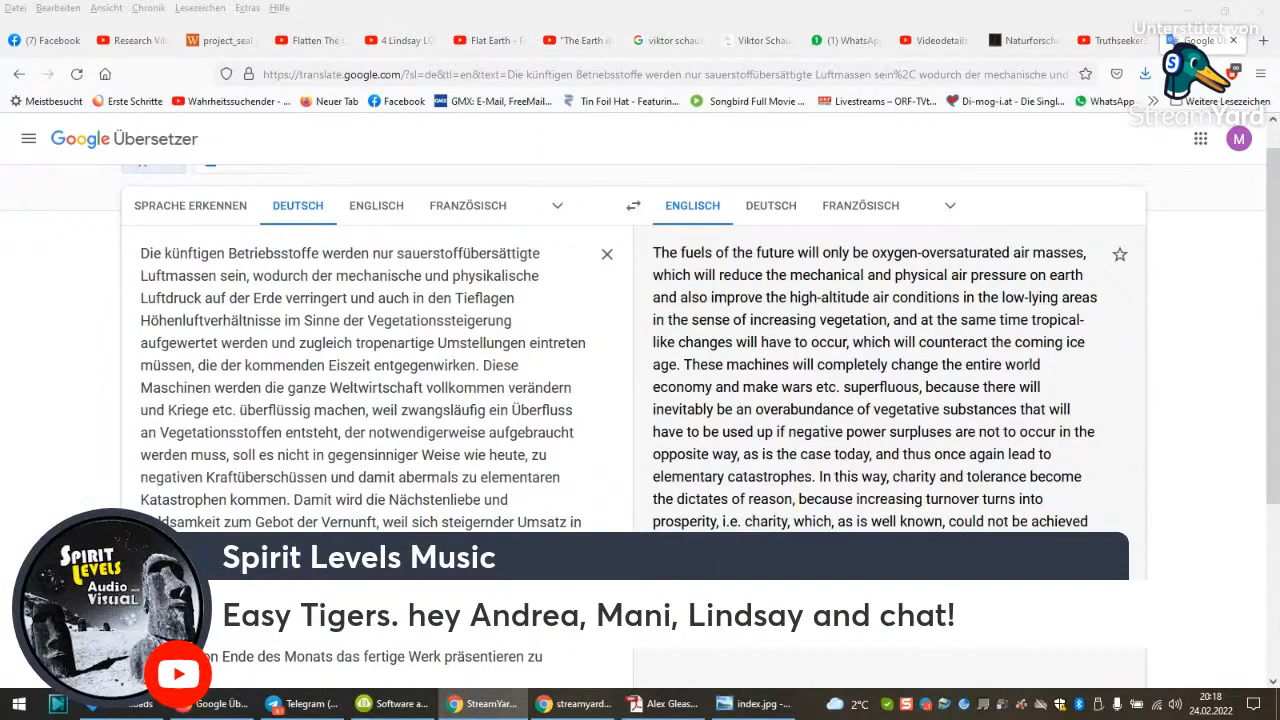 Datei Bearbeiten Ansicht Chronik Lesezeichen Extras Hilfe
Unterstützt von
(7) Facebook
Research Vik
project_seal
Flatten The
4 Lindsay LO
Flat Earth -
"The Earth is
viktor schau
Viktor Schau
(1) WhatsApp
Videodetails
Naturforsche
Truthseekers
Google Üb
https://translate.google.com/?sl=de&tl=en&text=Die künftigen Betriebsstoffe werden nur sauerstoffübersättigte Luftmassen sein%2C wodurch der mechanische und
Meistbesucht
Erste Schritte
Wahrheitssuchender - ...
Neuer Tab
Facebook
GMX: E-Mail, FreeMai...
Tin Foil Hat - Featurin...
Songbird Full Movie ...
Livestreams – ORF-TVt...
Di-mog-i.at - Die Singl...
WhatsApp
Weitere Lesezeichen
StreamYard
Google Übersetzer
M
SPRACHE ERKENNEN DEUTSCH ENGLISCH FRANZÖSISCH
ENGLISCH DEUTSCH FRANZÖSISCH
Die künftigen Betriebsstoffe werden nur sauerstoffübersättigte
Luftmassen sein, wodurch der mechanische und physikalische
Luftdruck auf der Erde verringert und auch in den Tieflagen
Höhenluftverhältnisse im Sinne der Vegetationssteigerung
aufgewertet werden und zugleich tropenartige Umstellungen eintreten
müssen, die der kommenden Eiszeit entgegenwirken. Diese
Maschinen werden die ganze Weltwirtschaft vollkommen verändern
und Kriege etc. überflüssig machen, weil zwangsläufig ein Überfluss
an Vegetationsstoffen entsteht, der notwendigerweise aufgebraucht
werden muss, soll es nicht in gegensinniger Weise wie heute, zu
negativen Kraftüberschüssen und damit abermals zu elementaren
Katastrophen kommen. Damit wird die Nächstenliebe und
ldsamkeit zum Gebot der Vernunft, weil sich steigernder Umsatz in
The fuels of the future will only be oxygen-oversaturated air masses,
which will reduce the mechanical and physical air pressure on earth
and also improve the high-altitude air conditions in the low-lying areas
in the sense of increasing vegetation, and at the same time tropical-
like changes will have to occur, which will counteract the coming ice
age. These machines will completely change the entire world
economy and make wars etc. superfluous, because there will
inevitably be an overabundance of vegetative substances that will
have to be used up if negative power surpluses are not to occur in the
opposite way, as is the case today, and thus once again lead to
elementary catastrophes. In this way, charity and tolerance become
the dictates of reason, because increasing turnover turns into
prosperity, i.e. charity, which, as is well known, could not be achieved
SPIRIT
LEVELS
Audio and
VISUAL
Spirit Levels Music
Easy Tigers. hey Andrea, Mani, Lindsay and chat!
on Ende des Monats das fertige Werk präsentieren zu
Google Üb...
Telegram (...
Software a...
StreamYar...
streamyard...
Alex Gleas...
index.jpg -...
2°C
20:18
24.02.2022